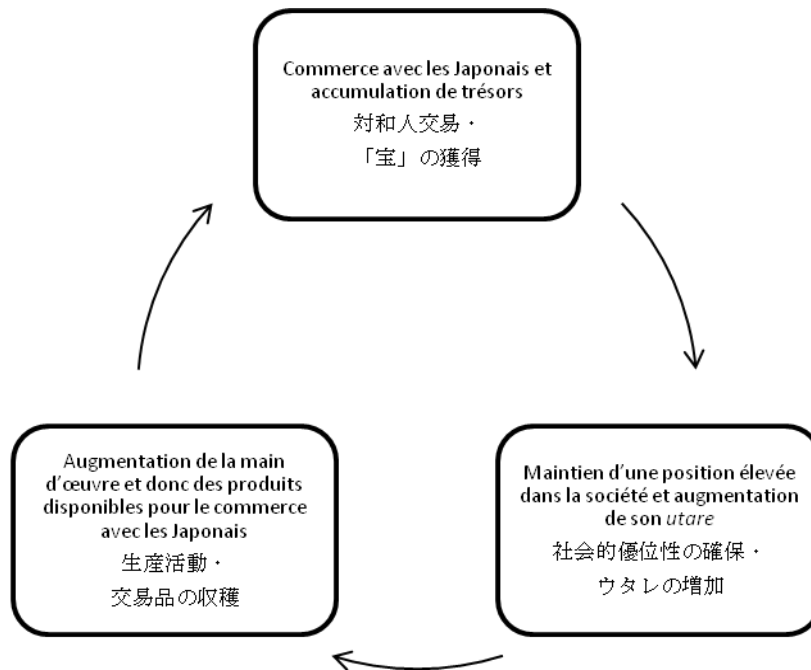 Commerce avec les Japonais et
accumulation de trésors
対和人交易・
「宝」の獲得
Augmentation de la main
d'œuvre et donc des produits
disponibles pour le commerce
avec les Japonais
生産活動・
交易品の収穫
Maintien d'une position élevée
dans la société et augmentation
de son utare
社会的優位性の確保・
ウタレの増加